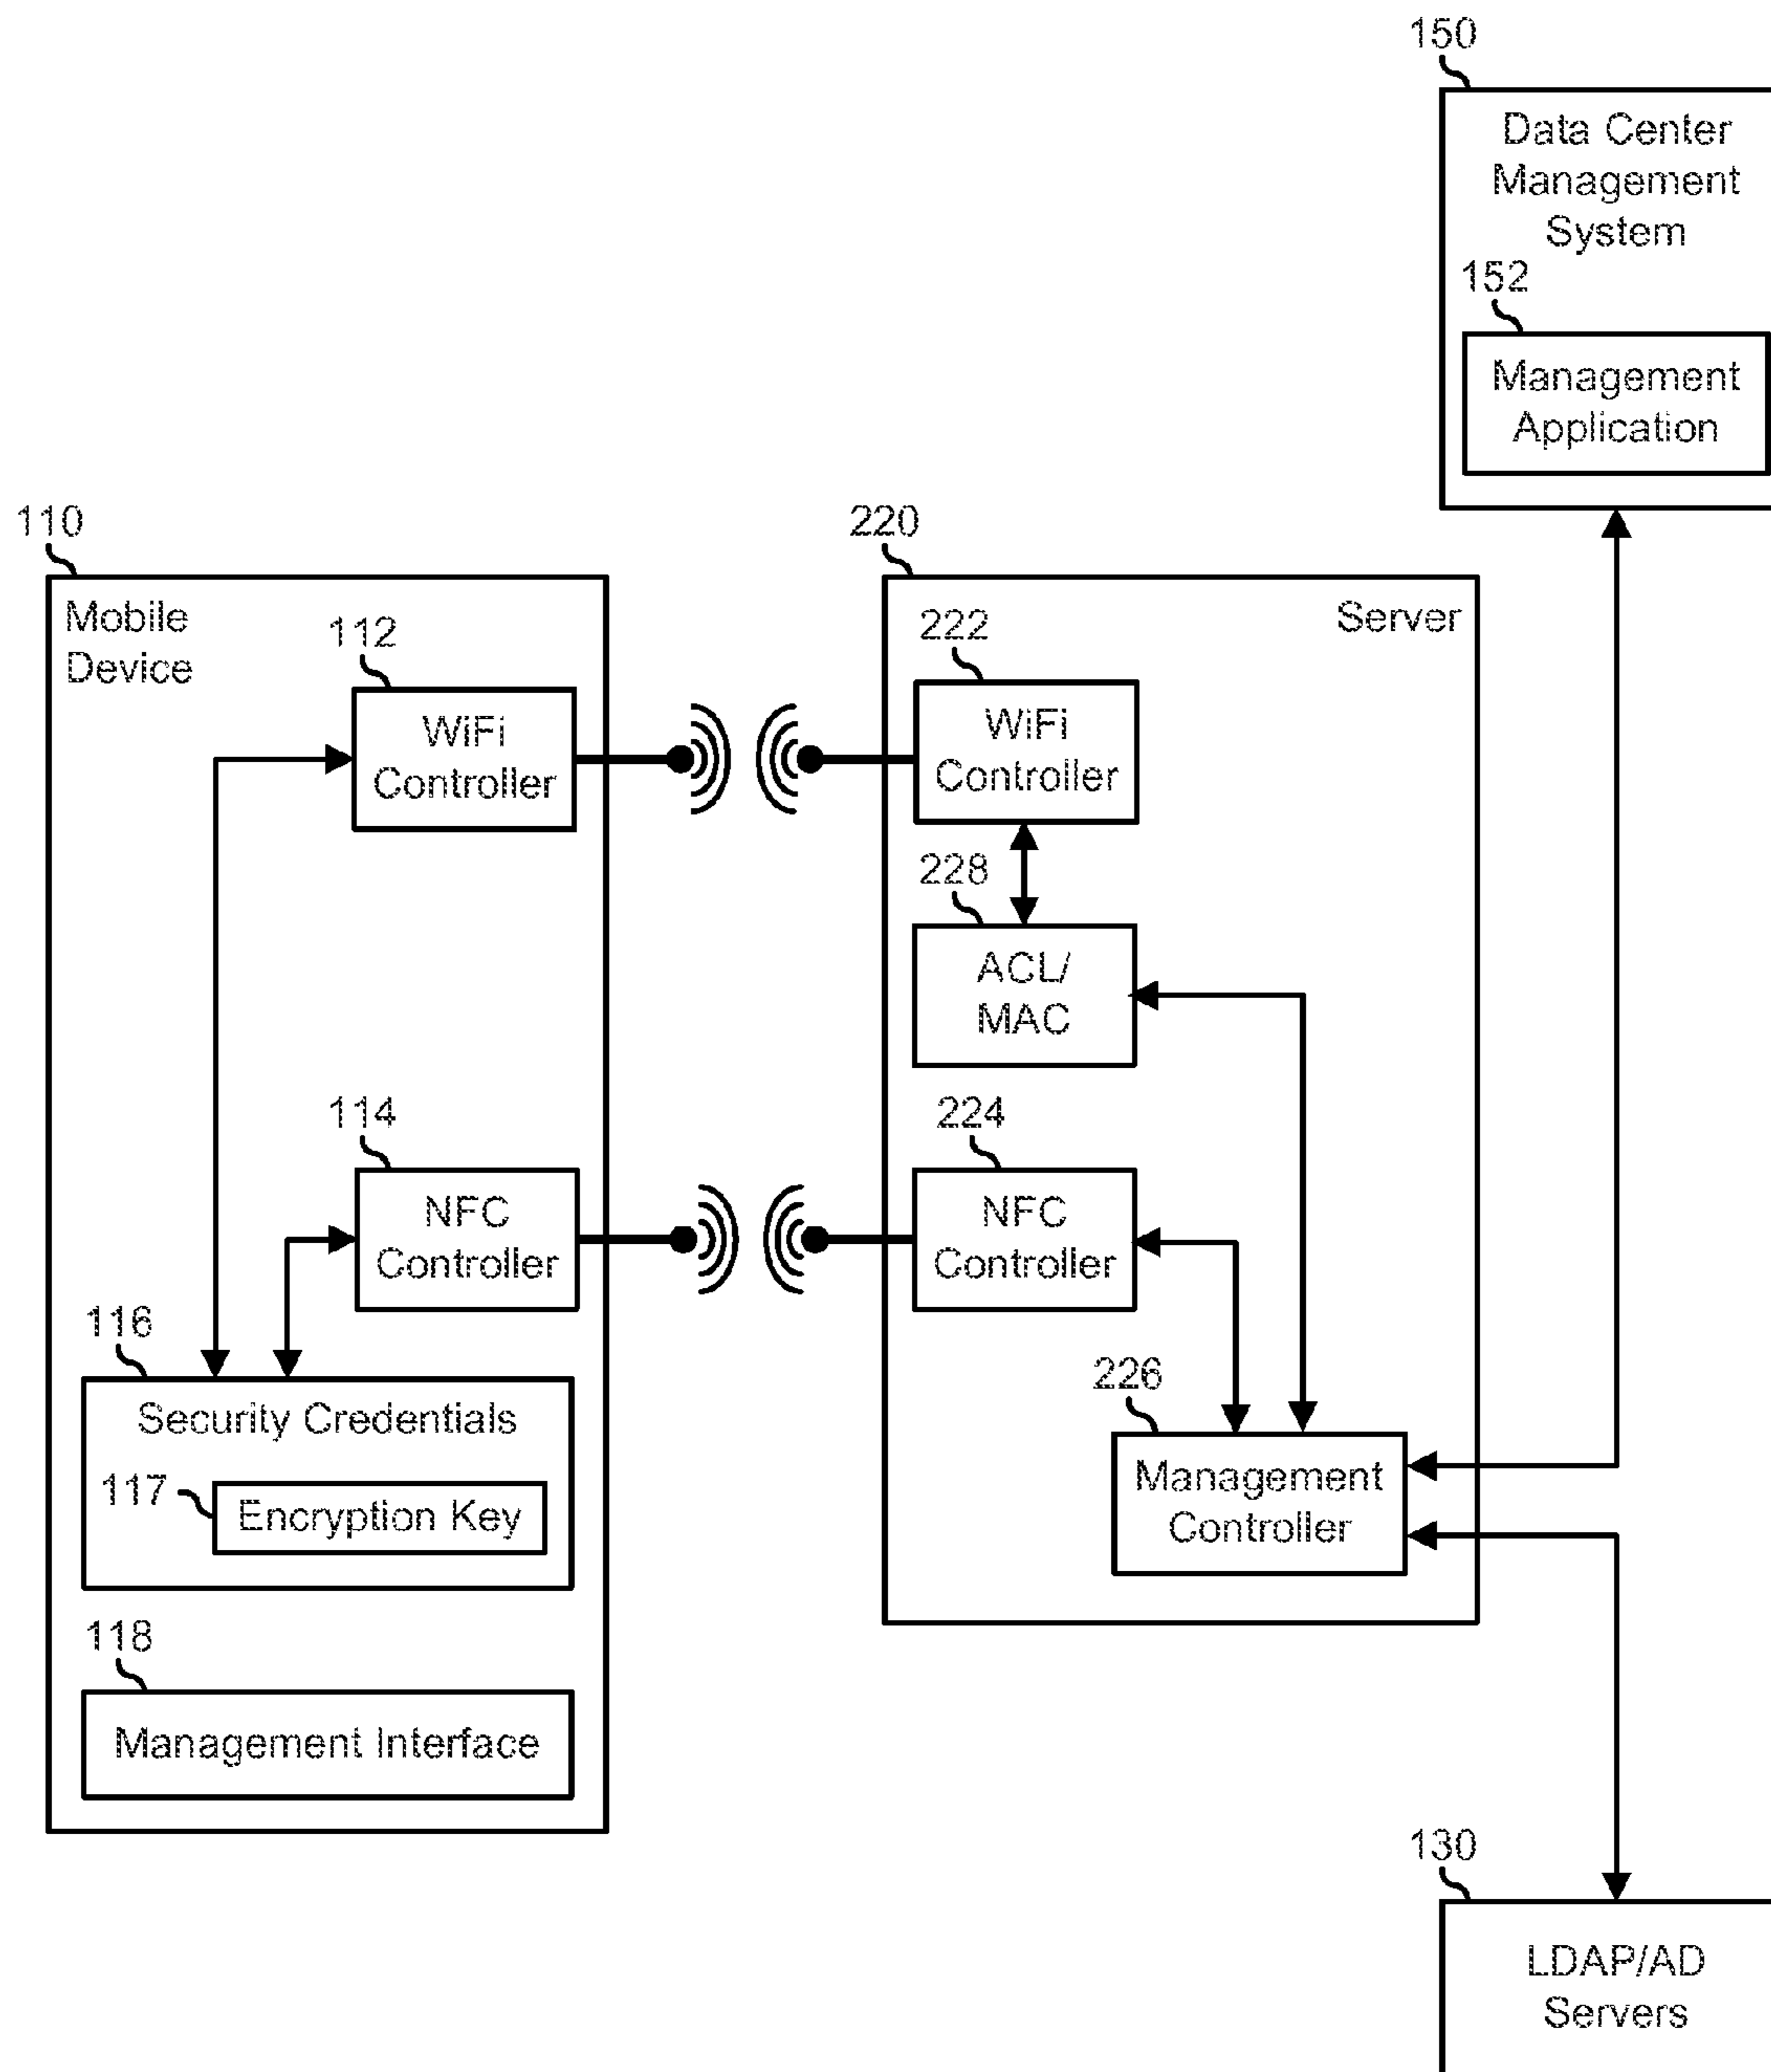 150
Data Center
Management
System
152
Management
Application
110
Mobile
Device
112
WiFi
Controller
114
NFC
Controller
116
Security Credentials
117
Encryption Key
118
Management Interface
220
Server
222
WiFi
Controller
228
ACL/
MAC
224
NFC
Controller
226
Management
Controller
130
LDAP/AD
Servers